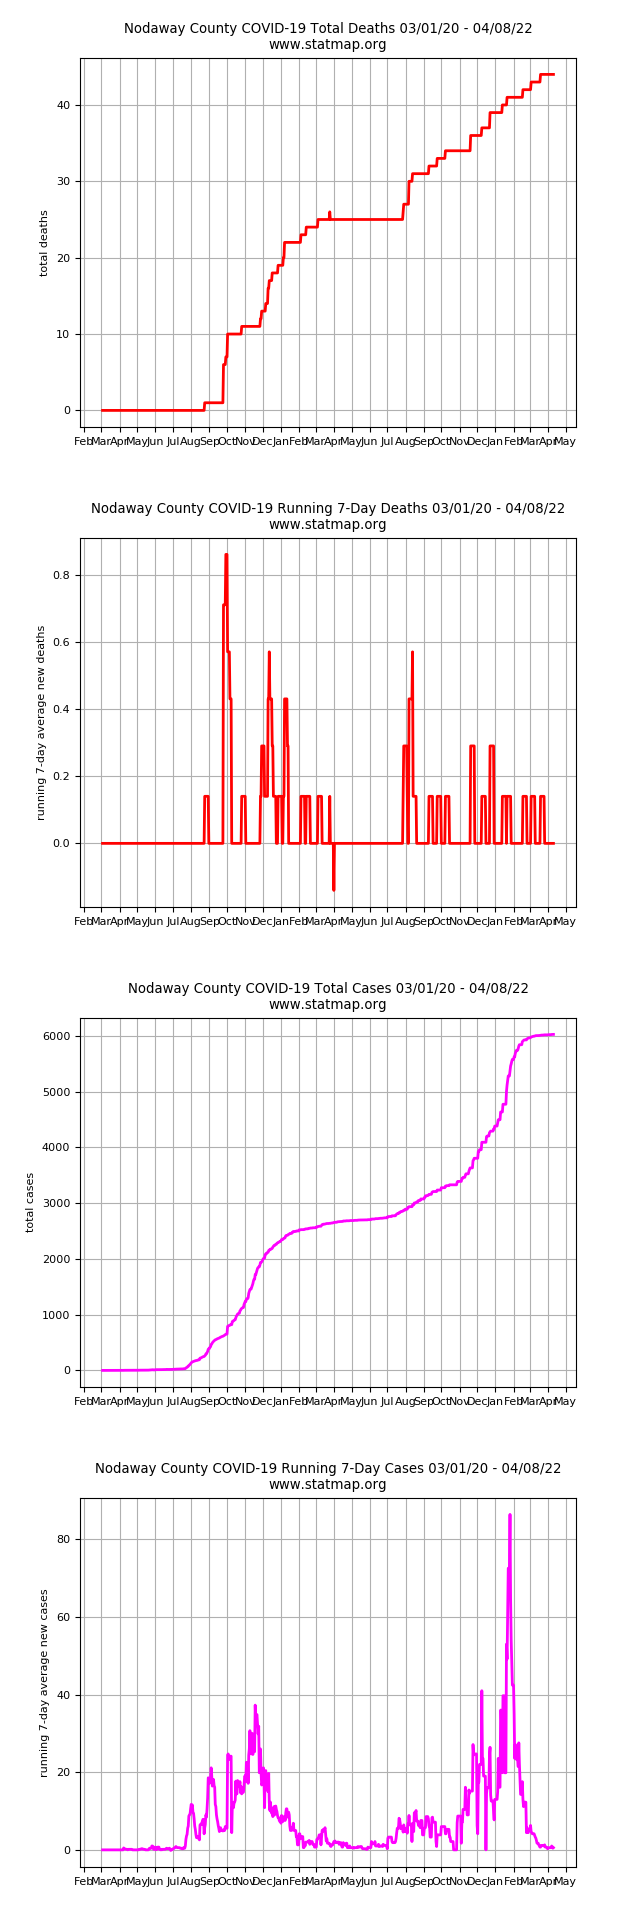 Nodaway County COVID-19 Total Deaths 03/01/20 - 04/08/22
www.statmap.org
40
30
20
10
0
total deaths
Feb Mar Apr May Jun Jul Aug Sep Oct Nov Dec Jan Feb Mar Apr May Jun Jul Aug Sep Oct Nov Dec Jan Feb Mar Apr May
Nodaway County COVID-19 Running 7-Day Deaths 03/01/20 - 04/08/22
www.statmap.org
0.8
0.6
0.4
0.2
0.0
running 7-day average new deaths
Feb Mar Apr May Jun Jul Aug Sep Oct Nov Dec Jan Feb Mar Apr May Jun Jul Aug Sep Oct Nov Dec Jan Feb Mar Apr May
Nodaway County COVID-19 Total Cases 03/01/20 - 04/08/22
www.statmap.org
6000
5000
4000
3000
2000
1000
0
total cases
Feb Mar Apr May Jun Jul Aug Sep Oct Nov Dec Jan Feb Mar Apr May Jun Jul Aug Sep Oct Nov Dec Jan Feb Mar Apr May
Nodaway County COVID-19 Running 7-Day Cases 03/01/20 - 04/08/22
www.statmap.org
80
60
40
20
0
running 7-day average new cases
Feb Mar Apr May Jun Jul Aug Sep Oct Nov Dec Jan Feb Mar Apr May Jun Jul Aug Sep Oct Nov Dec Jan Feb Mar Apr May